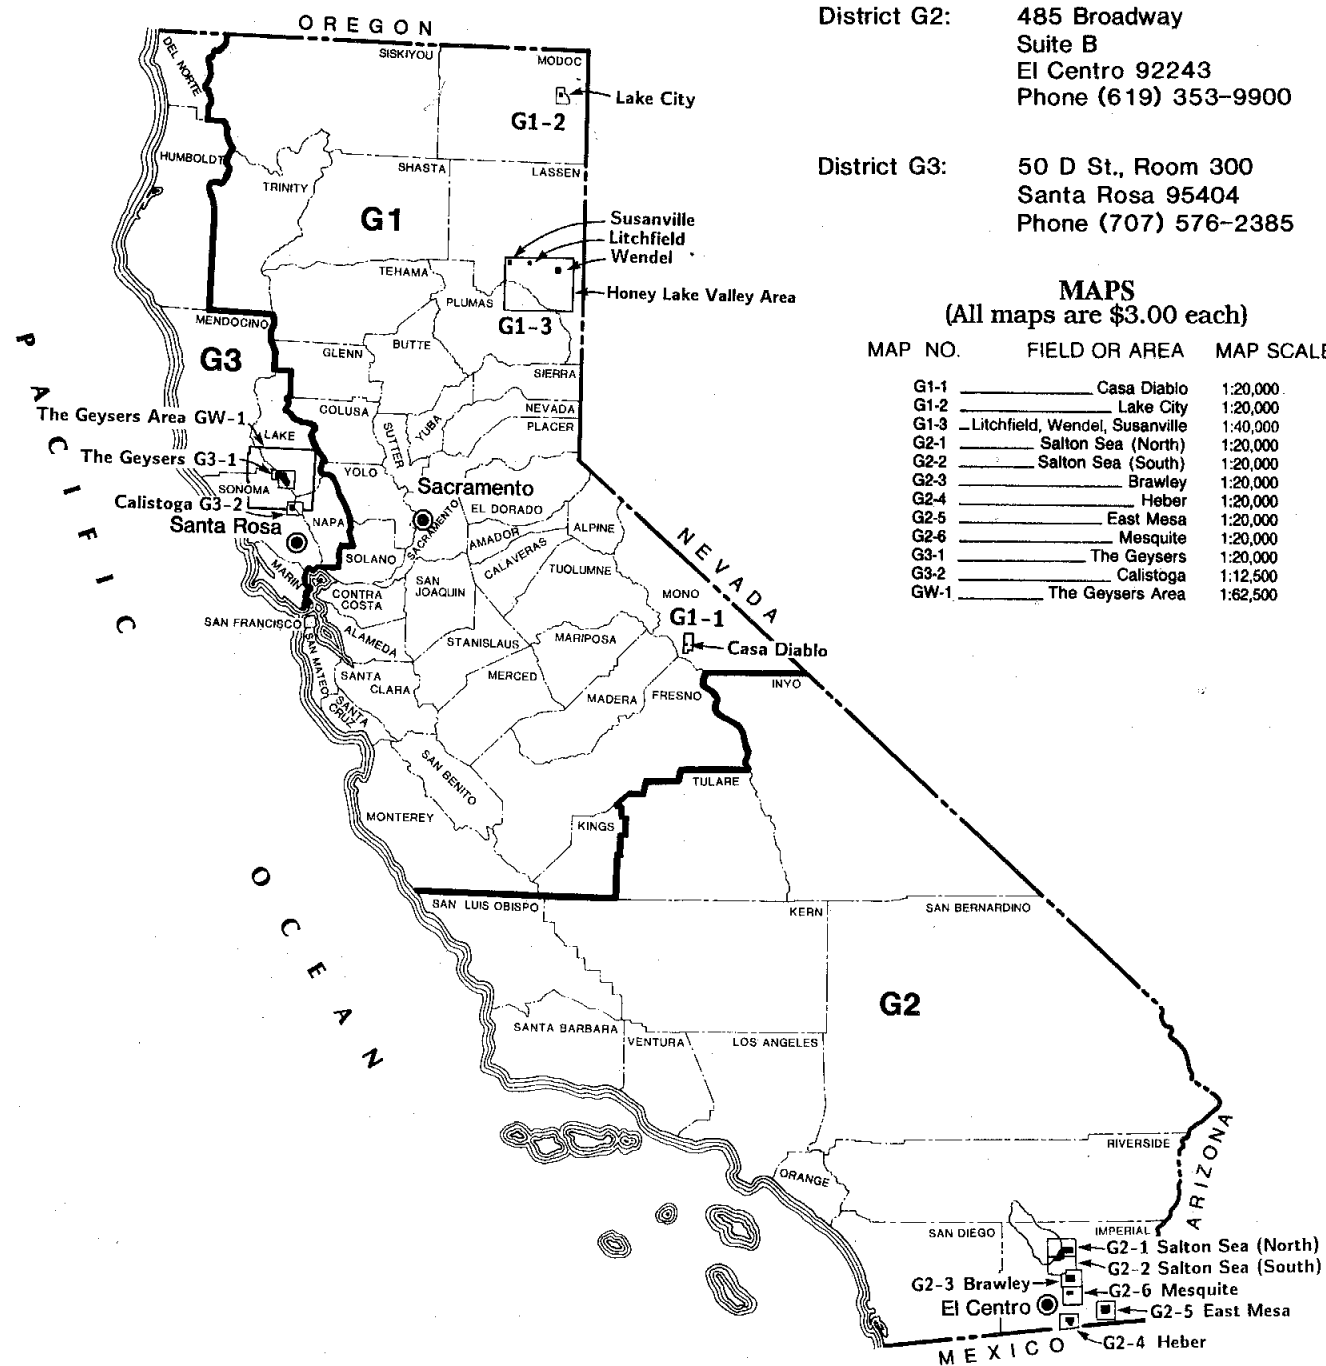 District G2: 485 Broadway
Suite B
El Centro 92243
Phone (619) 353-9900
District G3: 50 D St., Room 300
Santa Rosa 95404
Phone (707) 576-2385
MAPS
(All maps are $3.00 each)
MAP NO. FIELD OR AREA MAP SCALE
G1-1 Casa Diablo 1:20,000
G1-2 Lake City 1:20,000
G1-3 Litchfield, Wendel, Susanville 1:40,000
G2-1 Salton Sea (North) 1:20,000
G2-2 Salton Sea (South) 1:20,000
G2-3 Brawley 1:20,000
G2-4 Heber 1:20,000
G2-5 East Mesa 1:20,000
G2-6 Mesquite 1:20,000
G3-1 The Geysers 1:20,000
G3-2 Calistoga 1:12,500
GW-1 The Geysers Area 1:62,500
OREGON
DEL NORTE
SISKIYOU
MODOC
Lake City
G1-2
HUMBOLDT
TRINITY
SHASTA
LASSEN
G1
Susanville
Litchfield
Wendel
Honey Lake Valley Area
G1-3
TEHAMA
PLUMAS
MENDOCINO
G3
GLENN
BUTTE
SIERRA
COLUSA
SUTTER
YUBA
NEVADA
PLACER
The Geysers Area GW-1
LAKE
The Geysers G3-1
SONOMA
YOLO
Calistoga G3-2
Santa Rosa
NAPA
Sacramento
EL DORADO
SACRAMENTO
AMADOR
ALPINE
SOLANO
CALAVERAS
MARIN
CONTRA
COSTA
SAN
JOAQUIN
TUOLUMNE
NEVADA
MONO
G1-1
Casa Diablo
SAN FRANCISCO
ALAMEDA
SAN MATEO
STANISLAUS
MARIPOSA
SANTA
CLARA
MERCED
SANTA
CRUZ
MADERA
FRESNO
INYO
SAN BENITO
TULARE
MONTEREY
KINGS
PACIFIC
OCEAN
SAN LUIS OBISPO
KERN
SAN BERNARDINO
G2
SANTA BARBARA
VENTURA
LOS ANGELES
ORANGE
RIVERSIDE
ARIZONA
SAN DIEGO
IMPERIAL
G2-1 Salton Sea (North)
G2-2 Salton Sea (South)
G2-3 Brawley
G2-6 Mesquite
El Centro
G2-5 East Mesa
G2-4 Heber
MEXICO